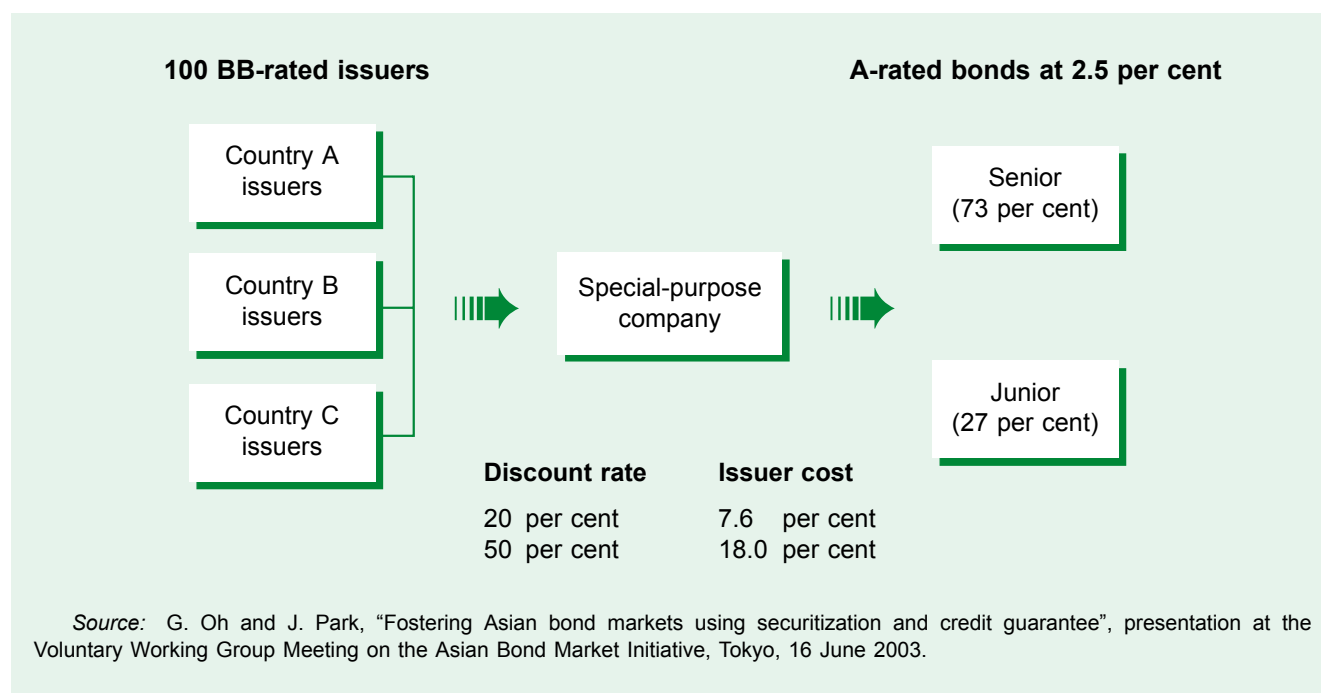 100 BB-rated issuers
A-rated bonds at 2.5 per cent
Country A
issuers
Country B
issuers
Country C
issuers
Special-purpose
company
Senior
(73 per cent)
Junior
(27 per cent)
Discount rate Issuer cost
20 per cent 7.6 per cent
50 per cent 18.0 per cent
Source: G. Oh and J. Park, “Fostering Asian bond markets using securitization and credit guarantee”, presentation at the
Voluntary Working Group Meeting on the Asian Bond Market Initiative, Tokyo, 16 June 2003.